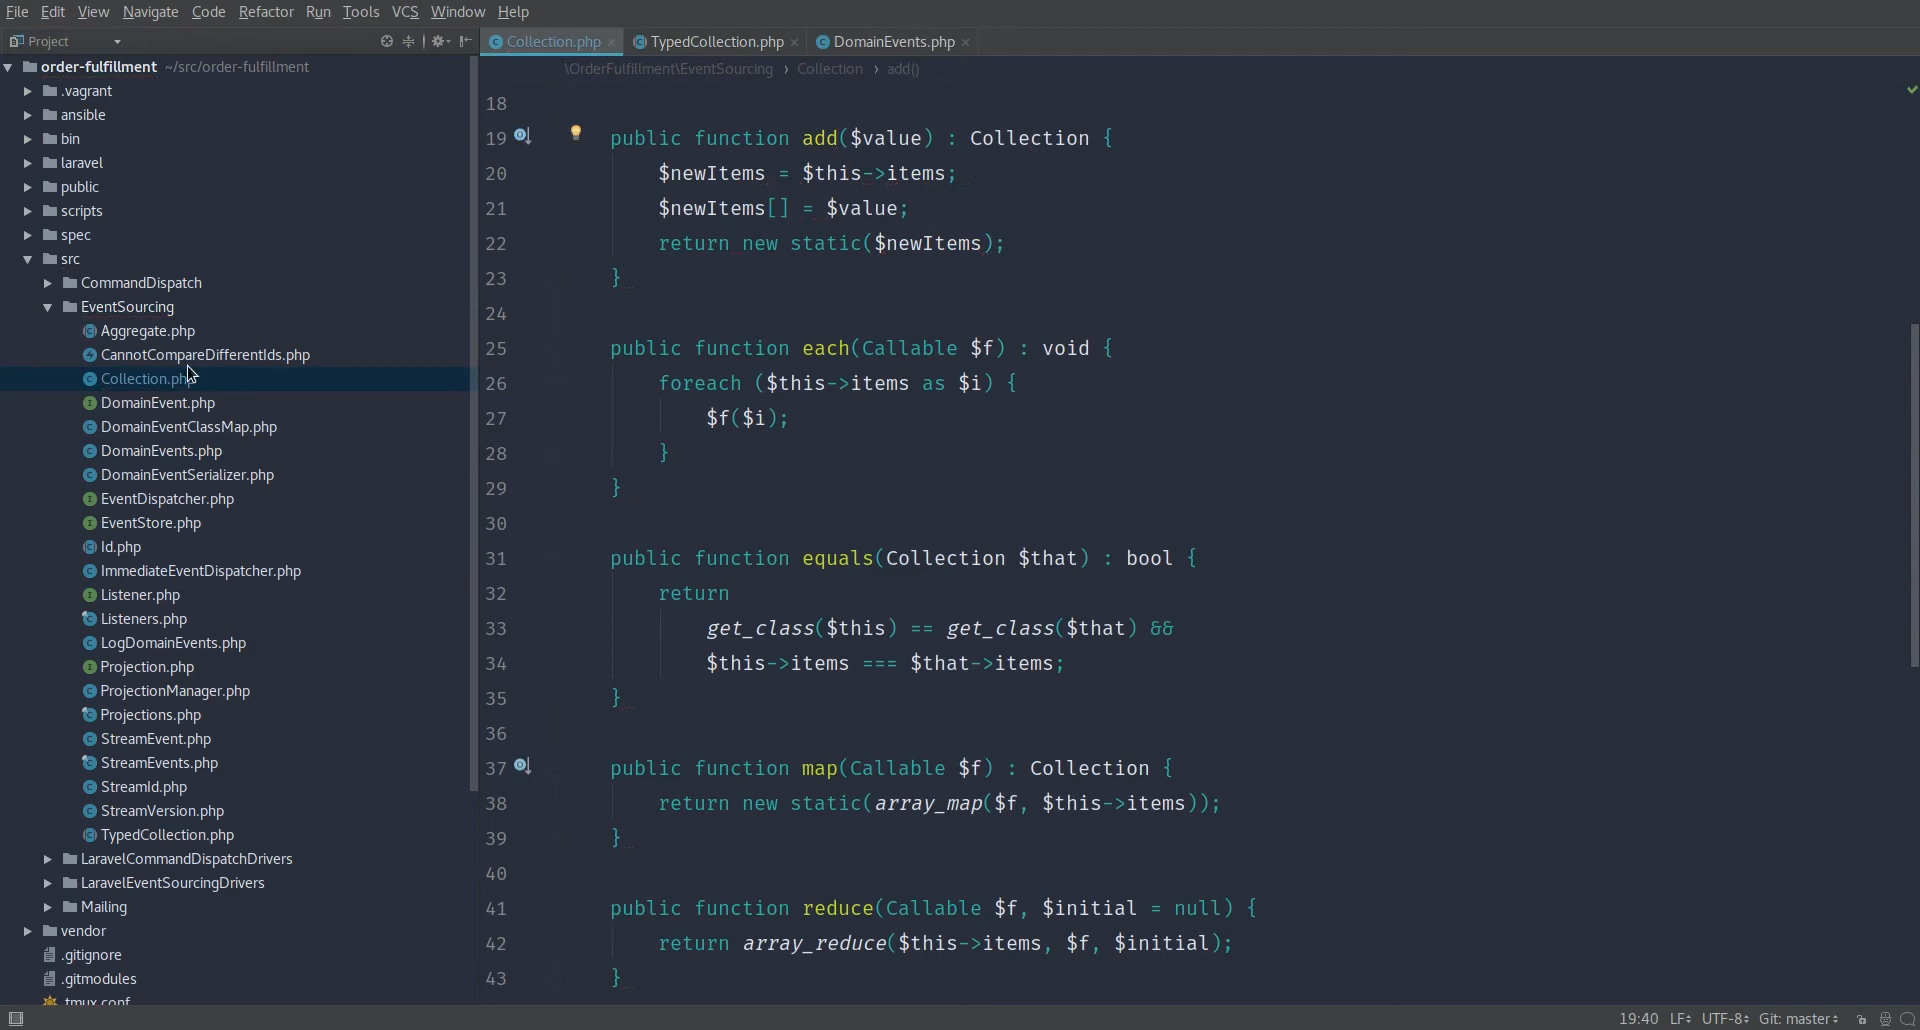 File Edit View Navigate Code Refactor Run Tools VCS Window Help
Project
Collection.php TypedCollection.php DomainEvents.php
order-fulfillment ~/src/order-fulfillment
\OrderFulfillment\EventSourcing › Collection › add()
.vagrant
ansible
bin
laravel
public
scripts
spec
src
CommandDispatch
EventSourcing
Aggregate.php
CannotCompareDifferentIds.php
Collection.php
DomainEvent.php
DomainEventClassMap.php
DomainEvents.php
DomainEventSerializer.php
EventDispatcher.php
EventStore.php
Id.php
ImmediateEventDispatcher.php
Listener.php
Listeners.php
LogDomainEvents.php
Projection.php
ProjectionManager.php
Projections.php
StreamEvent.php
StreamEvents.php
StreamId.php
StreamVersion.php
TypedCollection.php
LaravelCommandDispatchDrivers
LaravelEventSourcingDrivers
Mailing
vendor
.gitignore
.gitmodules
.tmux.conf
18
19 public function add($value) : Collection {
20 $newItems = $this->items;
21 $newItems[] = $value;
22 return new static($newItems);
23 }
24
25 public function each(Callable $f) : void {
26 foreach ($this->items as $i) {
27 $f($i);
28 }
29 }
30
31 public function equals(Collection $that) : bool {
32 return
33 get_class($this) == get_class($that) &&
34 $this->items === $that->items;
35 }
36
37 public function map(Callable $f) : Collection {
38 return new static(array_map($f, $this->items));
39 }
40
41 public function reduce(Callable $f, $initial = null) {
42 return array_reduce($this->items, $f, $initial);
43 }
19:40 LF UTF-8 Git: master